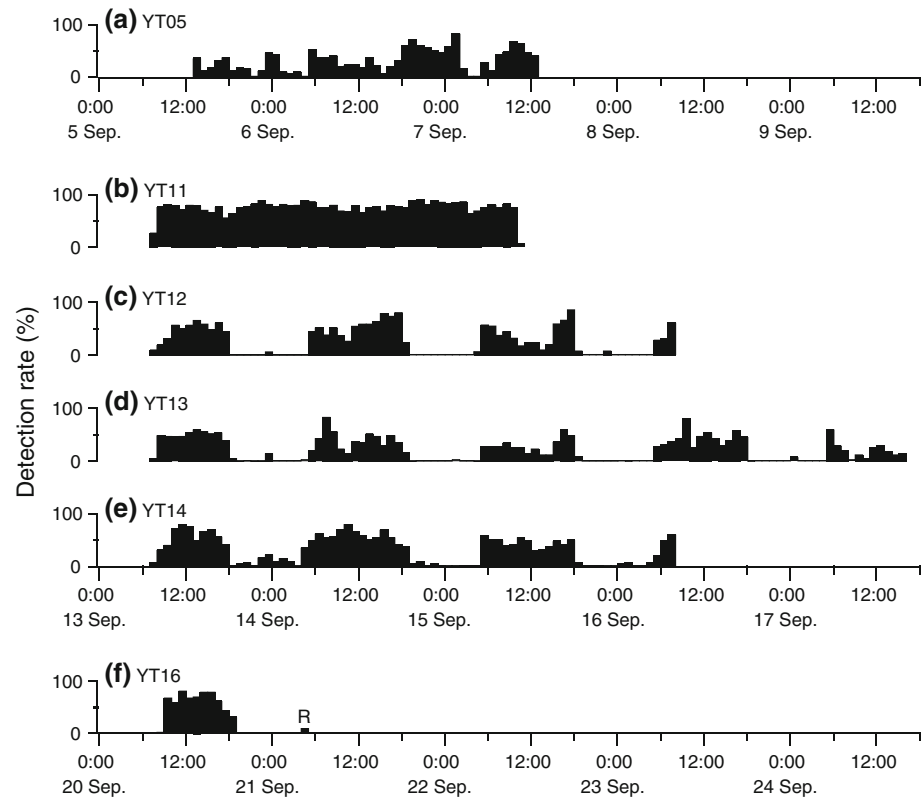 Detection rate (%)
(a) YT05
100
0
0:00 12:00 0:00 12:00 0:00 12:00 0:00 12:00 0:00 12:00
5 Sep. 6 Sep. 7 Sep. 8 Sep. 9 Sep.
(b) YT11
100
0
(c) YT12
100
0
(d) YT13
100
0
(e) YT14
100
0
0:00 12:00 0:00 12:00 0:00 12:00 0:00 12:00 0:00 12:00
13 Sep. 14 Sep. 15 Sep. 16 Sep. 17 Sep.
(f) YT16
100
R
0
0:00 12:00 0:00 12:00 0:00 12:00 0:00 12:00 0:00 12:00
20 Sep. 21 Sep. 22 Sep. 23 Sep. 24 Sep.